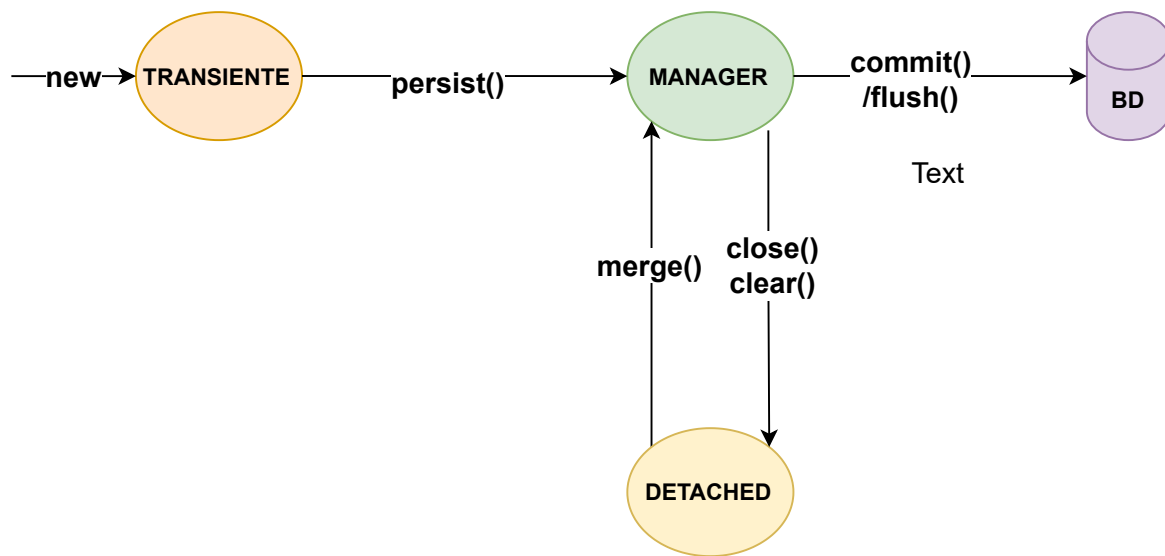 new
TRANSIENTE
persist()
MANAGER
commit()
/flush()
BD
Text
merge()
close()
clear()
DETACHED